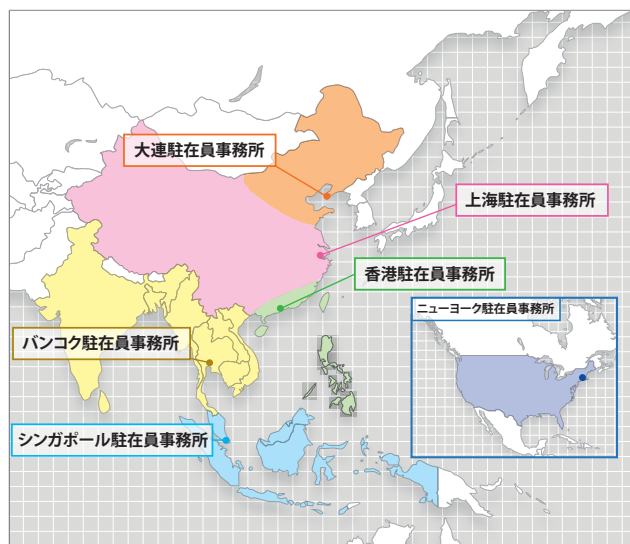 大連駐在員事務所
上海駐在員事務所
香港駐在員事務所
ニューヨーク駐在員事務所
バンコク駐在員事務所
シンガポール駐在員事務所